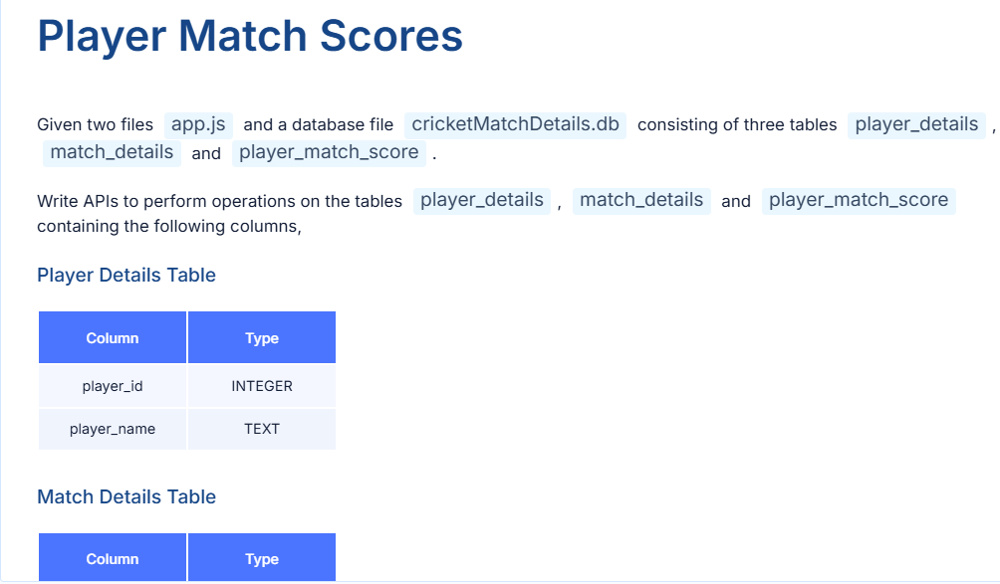 Player Match Scores
Given two files app.js and a database file cricketMatchDetails.db consisting of three tables player_details ,
match_details and player_match_score .
Write APIs to perform operations on the tables player_details , match_details and player_match_score
containing the following columns,
Player Details Table
Column Type
player_id INTEGER
player_name TEXT
Match Details Table
Column Type